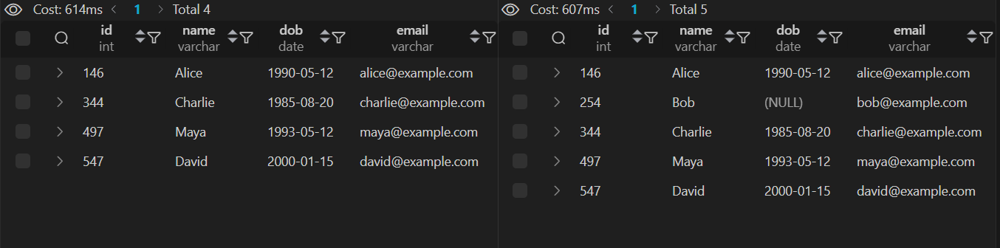 Cost: 614ms 1 Total 4
id name dob email
int varchar date varchar
146 Alice 1990-05-12 alice@example.com
344 Charlie 1985-08-20 charlie@example.com
497 Maya 1993-05-12 maya@example.com
547 David 2000-01-15 david@example.com
Cost: 607ms 1 Total 5
id name dob email
int varchar date varchar
146 Alice 1990-05-12 alice@example.com
254 Bob (NULL) bob@example.com
344 Charlie 1985-08-20 charlie@example.com
497 Maya 1993-05-12 maya@example.com
547 David 2000-01-15 david@example.com